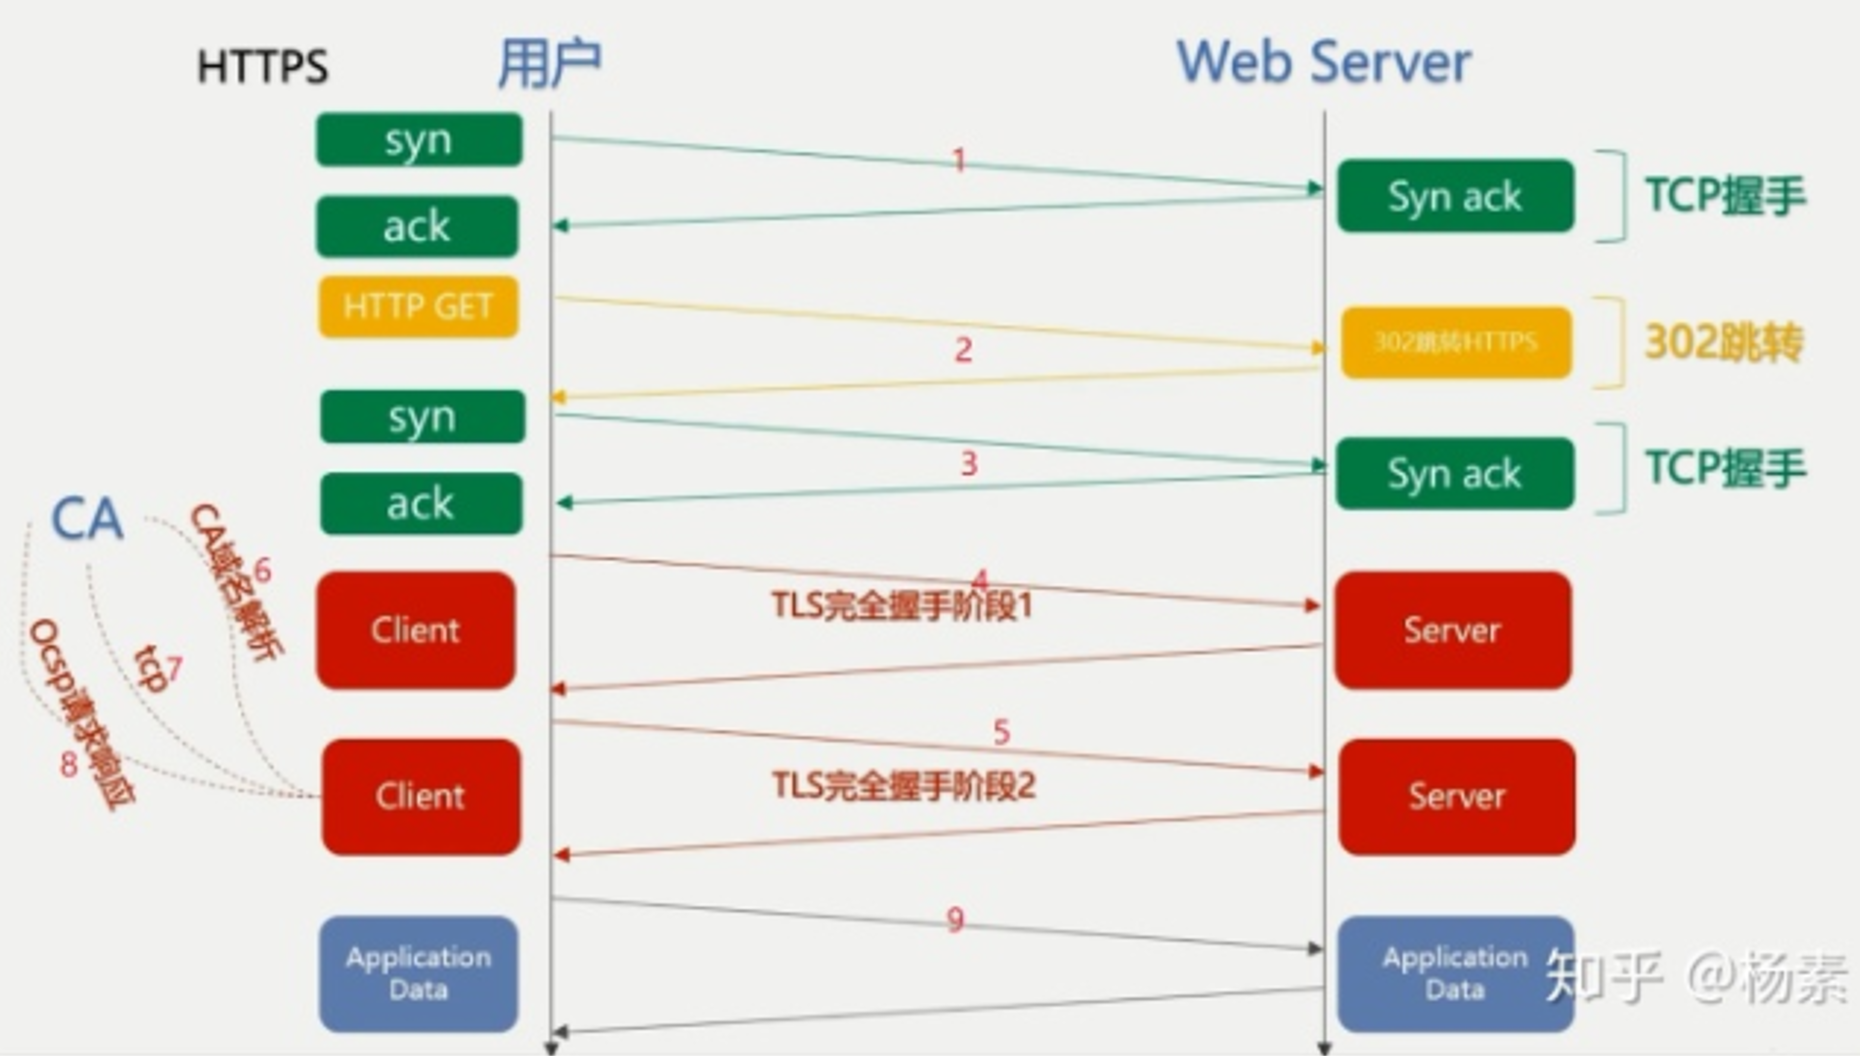 HTTPS
用户
Web Server
syn
1
Syn ack
TCP握手
ack
HTTP GET
2
302跳转HTTPS
302跳转
syn
3
Syn ack
TCP握手
ack
CA
CA域名解析
6
4
TLS完全握手阶段1
Client
Server
tcp
7
Ocsp请求响应
8
5
TLS完全握手阶段2
Client
Server
9
Application
Data
Application
Data
知乎 @杨素